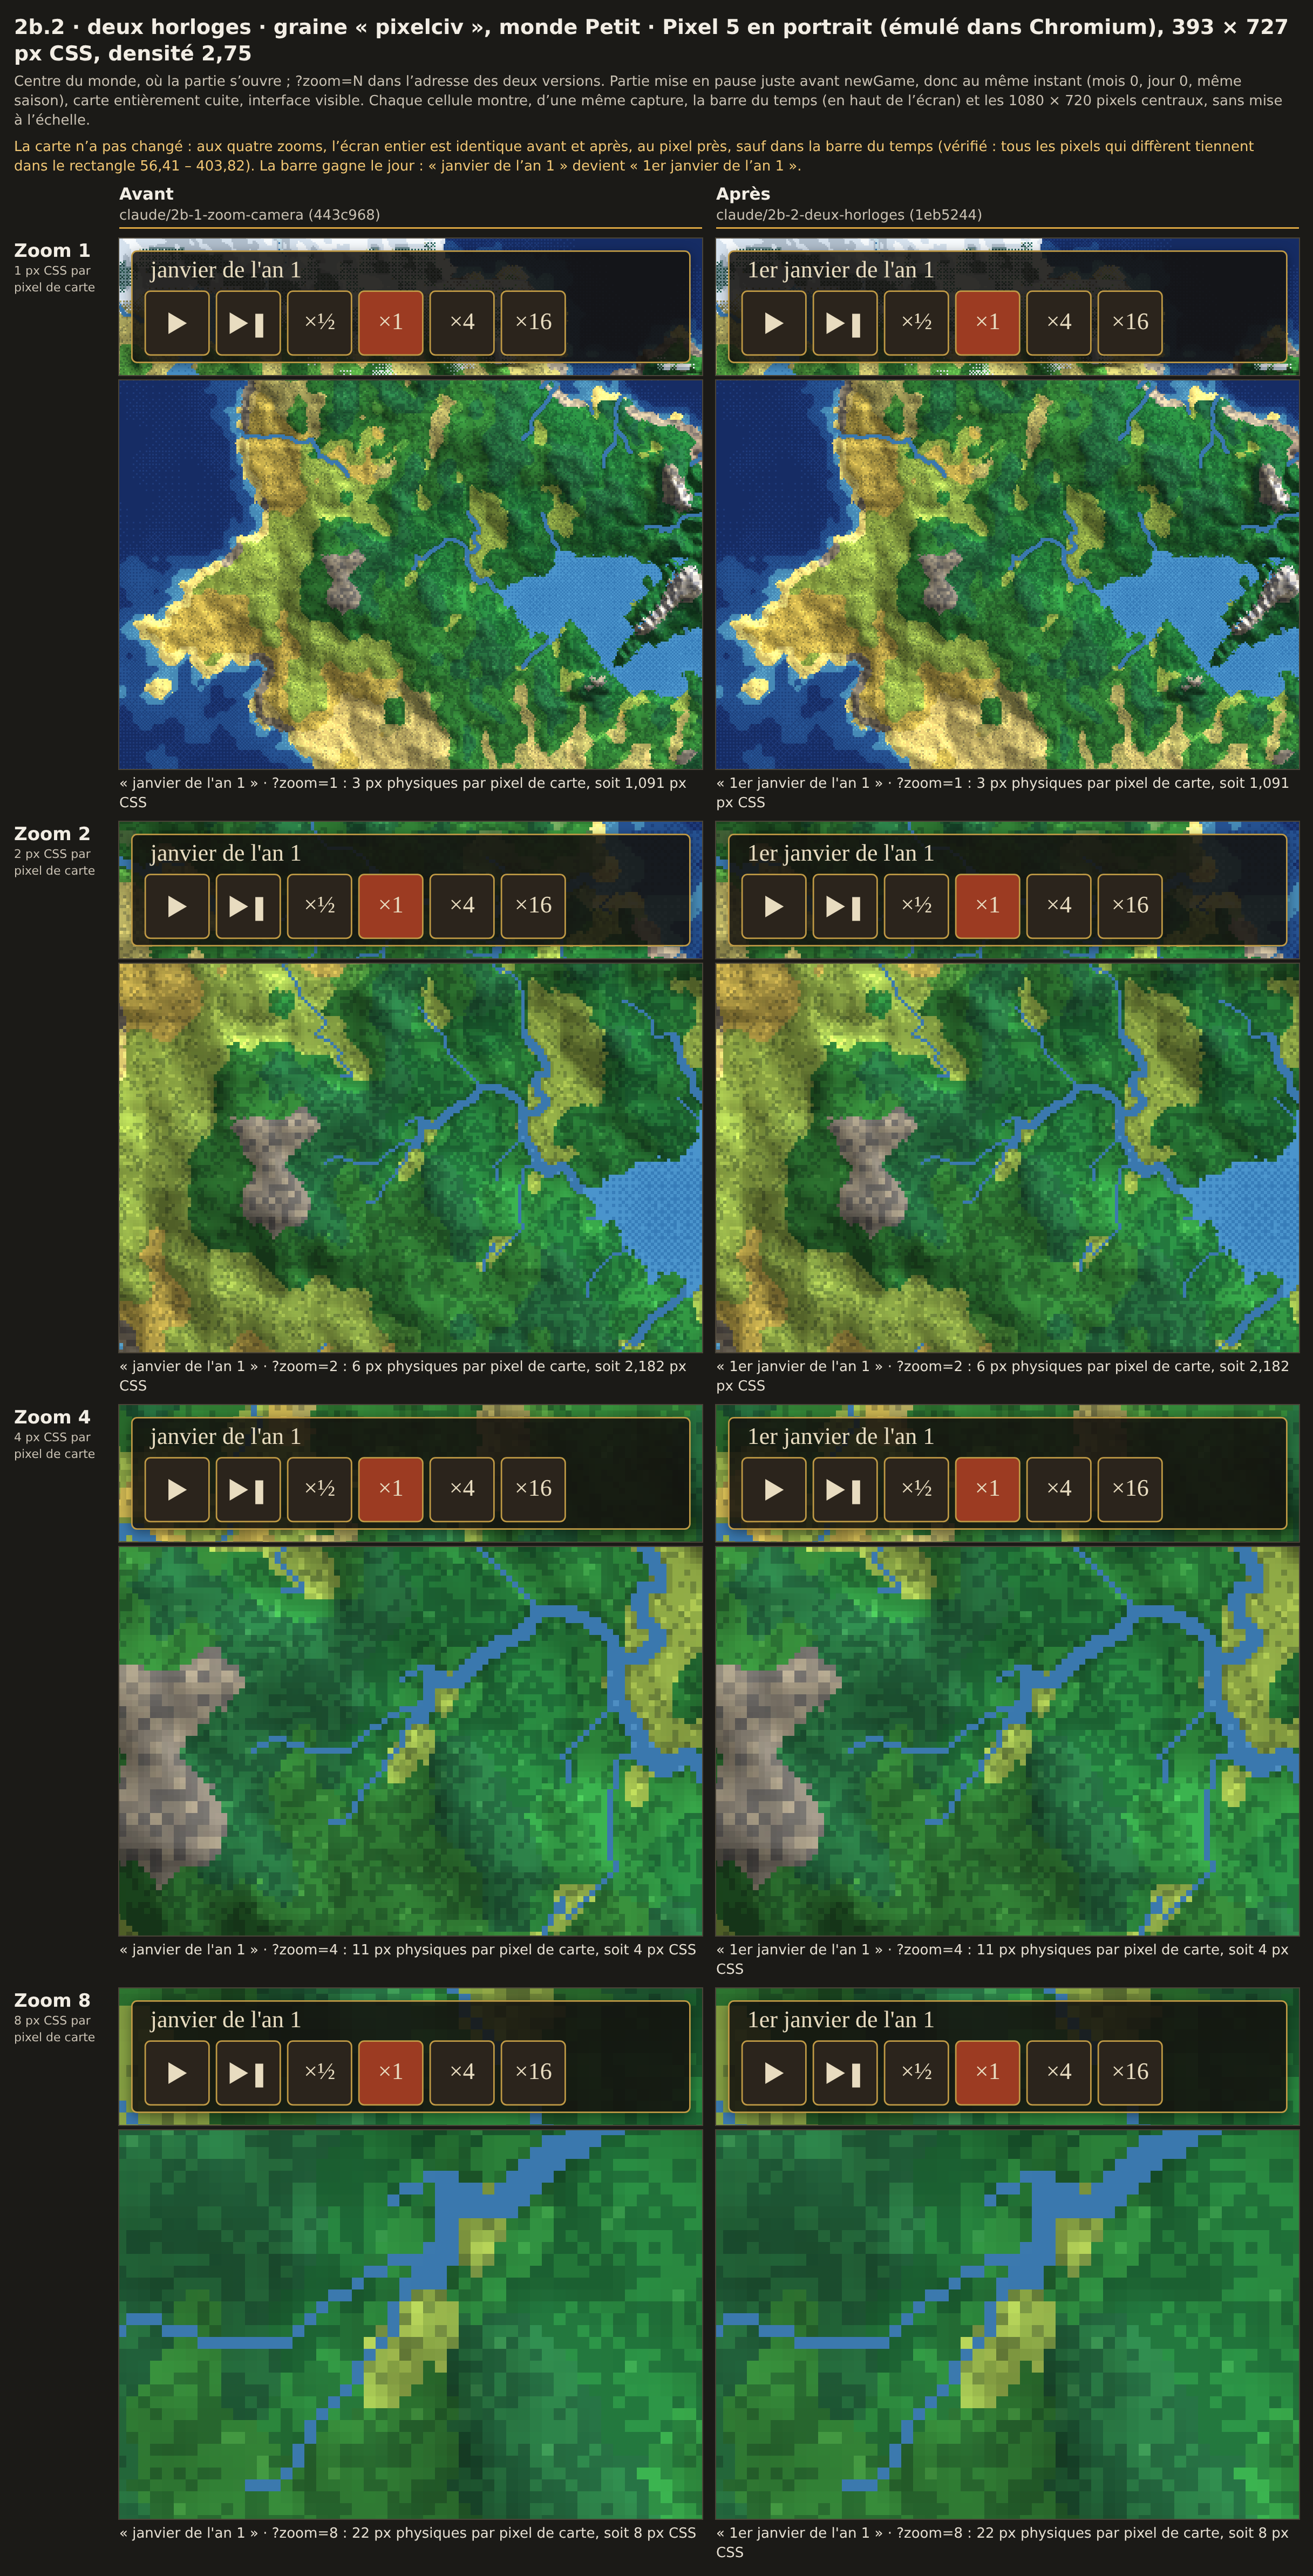 2b.2 · deux horloges · graine « pixelciv », monde Petit · Pixel 5 en portrait (émulé dans Chromium), 393 × 727
px CSS, densité 2,75
Centre du monde, où la partie s’ouvre ; ?zoom=N dans l’adresse des deux versions. Partie mise en pause juste avant newGame, donc au même instant (mois 0, jour 0, même
saison), carte entièrement cuite, interface visible. Chaque cellule montre, d’une même capture, la barre du temps (en haut de l’écran) et les 1080 × 720 pixels centraux, sans mise
à l’échelle.
La carte n’a pas changé : aux quatre zooms, l’écran entier est identique avant et après, au pixel près, sauf dans la barre du temps (vérifié : tous les pixels qui diffèrent tiennent
dans le rectangle 56,41 – 403,82). La barre gagne le jour : « janvier de l’an 1 » devient « 1er janvier de l’an 1 ».
Avant
claude/2b-1-zoom-camera (443c968)
Après
claude/2b-2-deux-horloges (1eb5244)
Zoom 1
1 px CSS par
pixel de carte
janvier de l'an 1
×½ ×1 ×4 ×16
1er janvier de l'an 1
×½ ×1 ×4 ×16
« janvier de l'an 1 » · ?zoom=1 : 3 px physiques par pixel de carte, soit 1,091 px
CSS
« 1er janvier de l'an 1 » · ?zoom=1 : 3 px physiques par pixel de carte, soit 1,091
px CSS
Zoom 2
2 px CSS par
pixel de carte
janvier de l'an 1
×½ ×1 ×4 ×16
1er janvier de l'an 1
×½ ×1 ×4 ×16
« janvier de l'an 1 » · ?zoom=2 : 6 px physiques par pixel de carte, soit 2,182 px
CSS
« 1er janvier de l'an 1 » · ?zoom=2 : 6 px physiques par pixel de carte, soit 2,182
px CSS
Zoom 4
4 px CSS par
pixel de carte
janvier de l'an 1
×½ ×1 ×4 ×16
1er janvier de l'an 1
×½ ×1 ×4 ×16
« janvier de l'an 1 » · ?zoom=4 : 11 px physiques par pixel de carte, soit 4 px CSS
« 1er janvier de l'an 1 » · ?zoom=4 : 11 px physiques par pixel de carte, soit 4 px
CSS
Zoom 8
8 px CSS par
pixel de carte
janvier de l'an 1
×½ ×1 ×4 ×16
1er janvier de l'an 1
×½ ×1 ×4 ×16
« janvier de l'an 1 » · ?zoom=8 : 22 px physiques par pixel de carte, soit 8 px CSS
« 1er janvier de l'an 1 » · ?zoom=8 : 22 px physiques par pixel de carte, soit 8 px
CSS